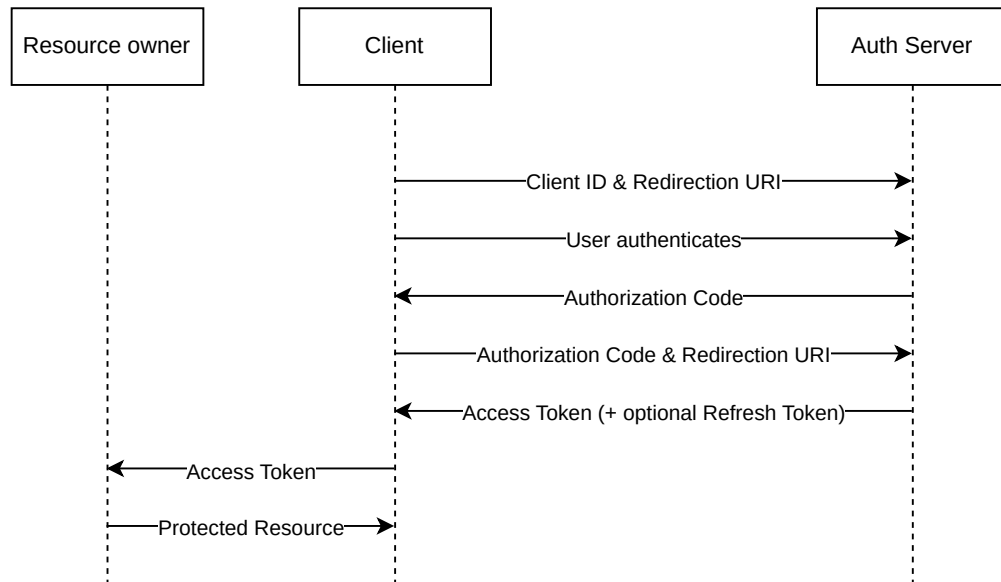 Resource owner
Client
Auth Server
Client ID & Redirection URI
User authenticates
Authorization Code
Authorization Code & Redirection URI
Access Token (+ optional Refresh Token)
Access Token
Protected Resource